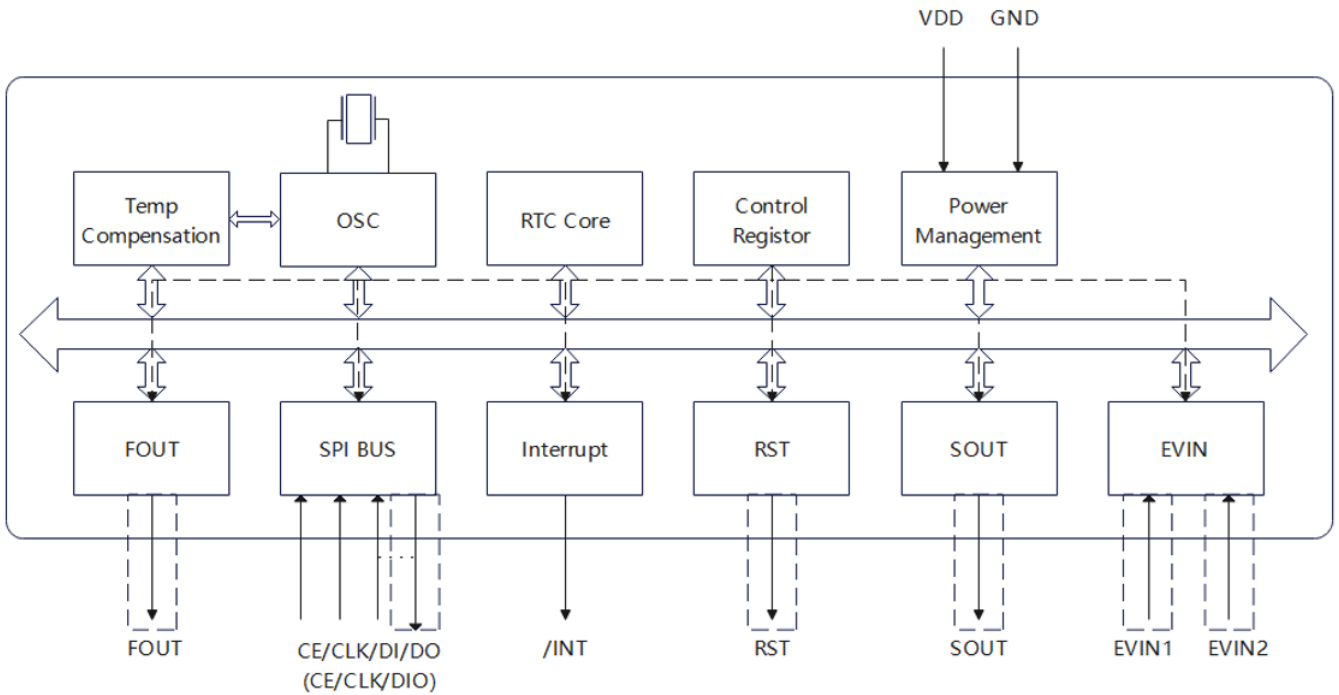 VDD GND
Temp
Compensation
OSC
RTC Core
Control
Registor
Power
Management
FOUT
SPI BUS
Interrupt
RST
SOUT
EVIN
FOUT
CE/CLK/DI/DO
(CE/CLK/DIO)
/INT
RST
SOUT
EVIN1
EVIN2